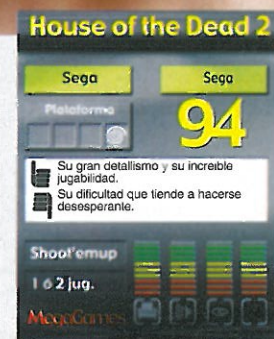 House of the Dead 2
Sega Sega
Plataforma
94
Su gran detallismo y su increible
jugabilidad.
Su dificultad que tiende a hacerse
desesperante.
Shoot'emup
1 ó 2 jug.
MegaGames